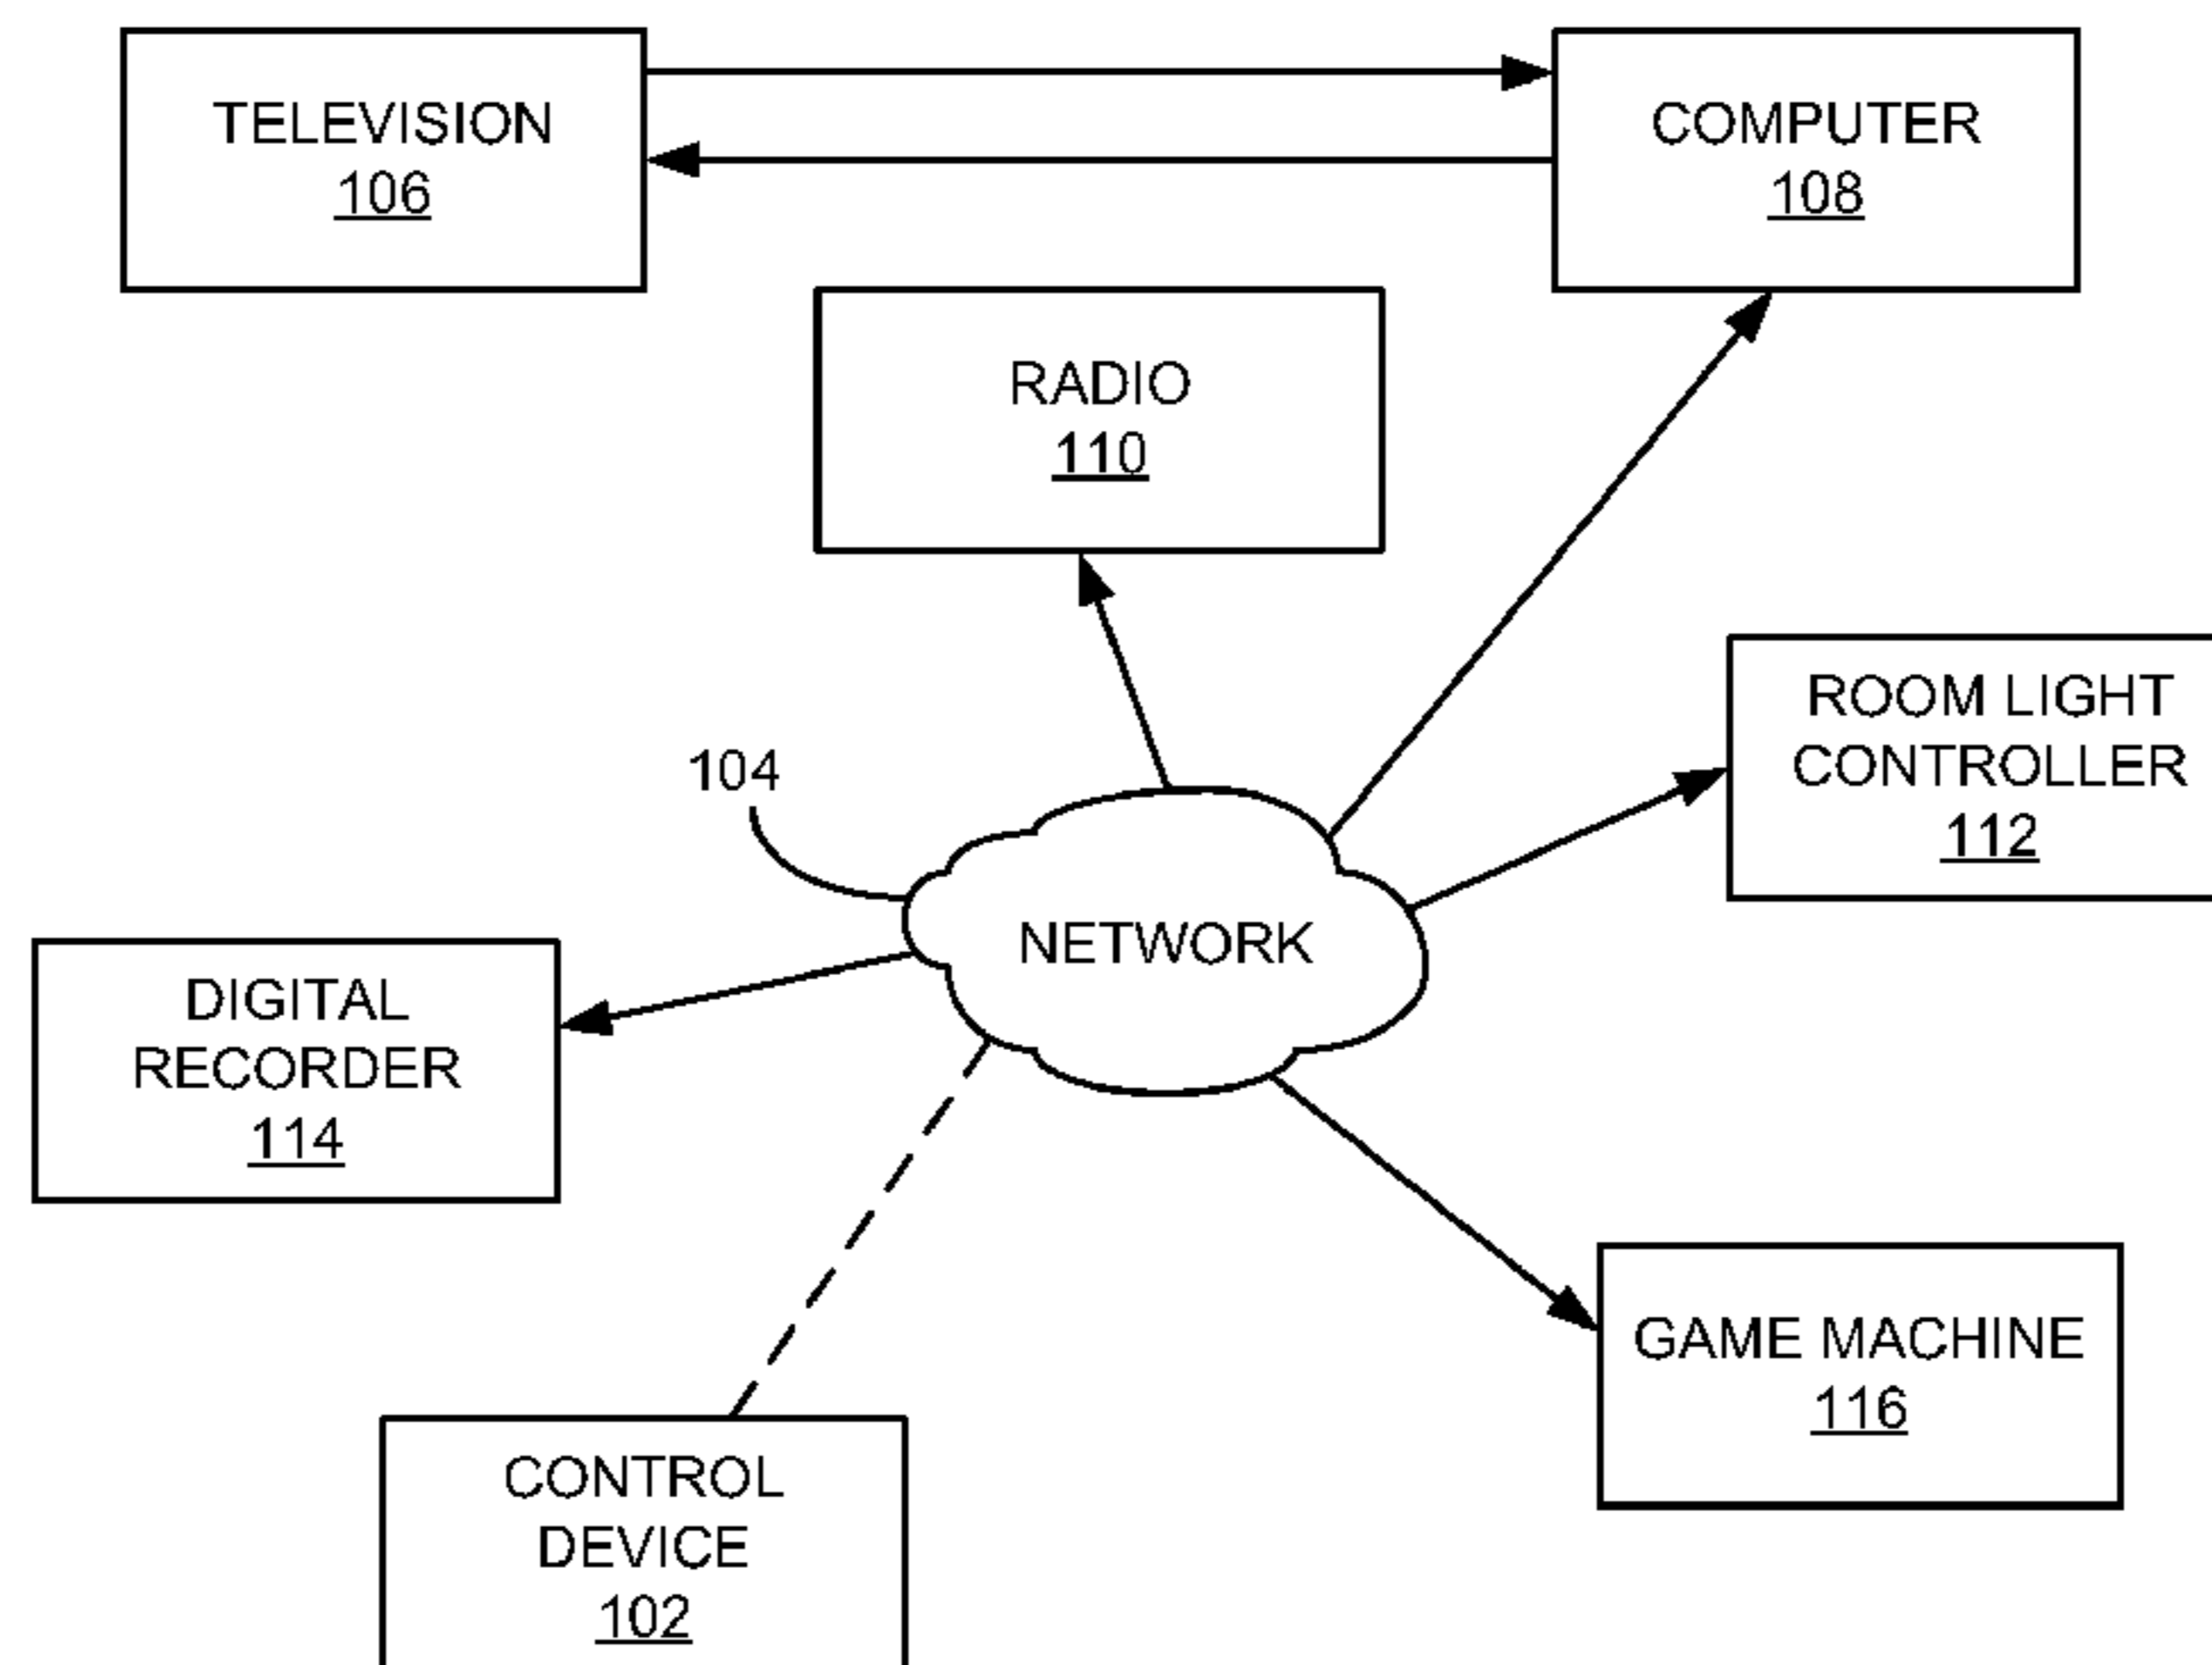 TELEVISION
106
COMPUTER
108
RADIO
110
ROOM LIGHT
CONTROLLER
112
104
NETWORK
DIGITAL
RECORDER
114
GAME MACHINE
116
CONTROL
DEVICE
102